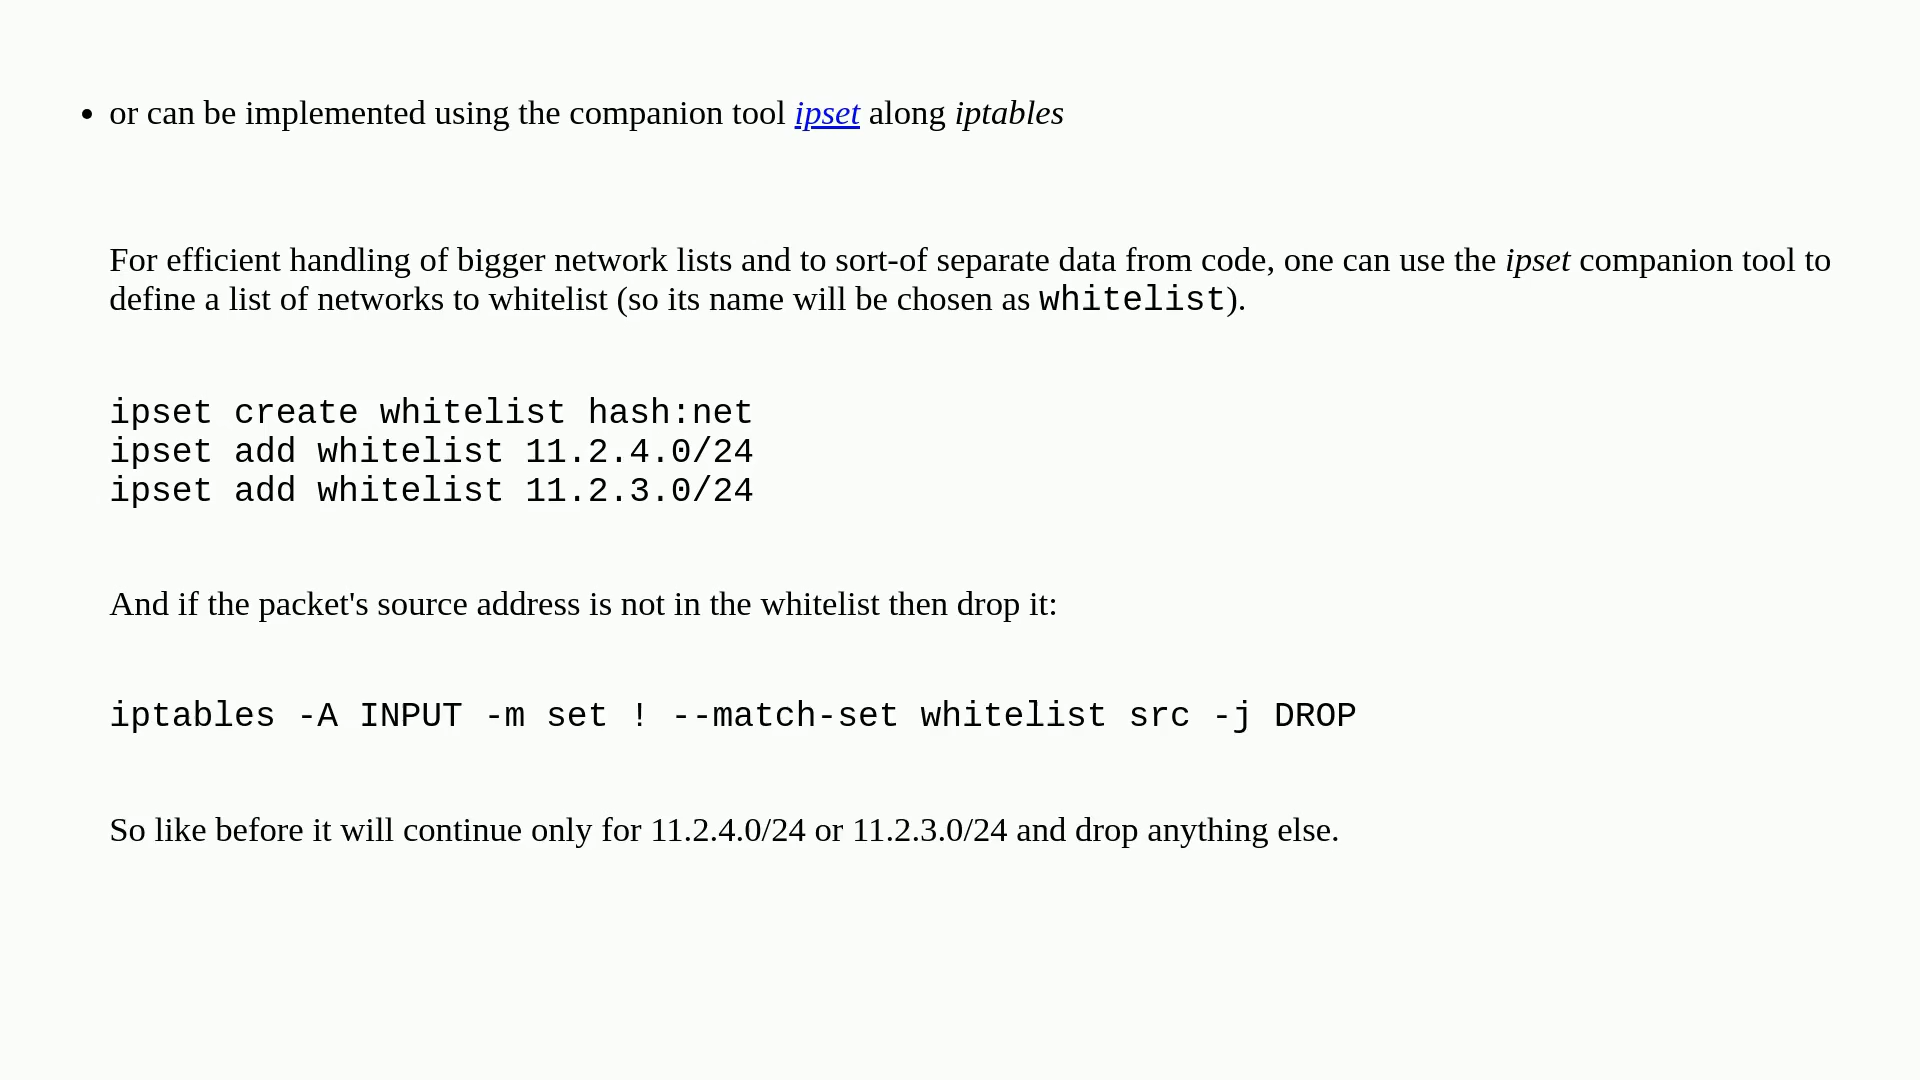 • or can be implemented using the companion tool ipset along iptables
For efficient handling of bigger network lists and to sort-of separate data from code, one can use the ipset companion tool to
define a list of networks to whitelist (so its name will be chosen as whitelist).
ipset create whitelist hash:net
ipset add whitelist 11.2.4.0/24
ipset add whitelist 11.2.3.0/24
And if the packet's source address is not in the whitelist then drop it:
iptables -A INPUT -m set ! --match-set whitelist src -j DROP
So like before it will continue only for 11.2.4.0/24 or 11.2.3.0/24 and drop anything else.